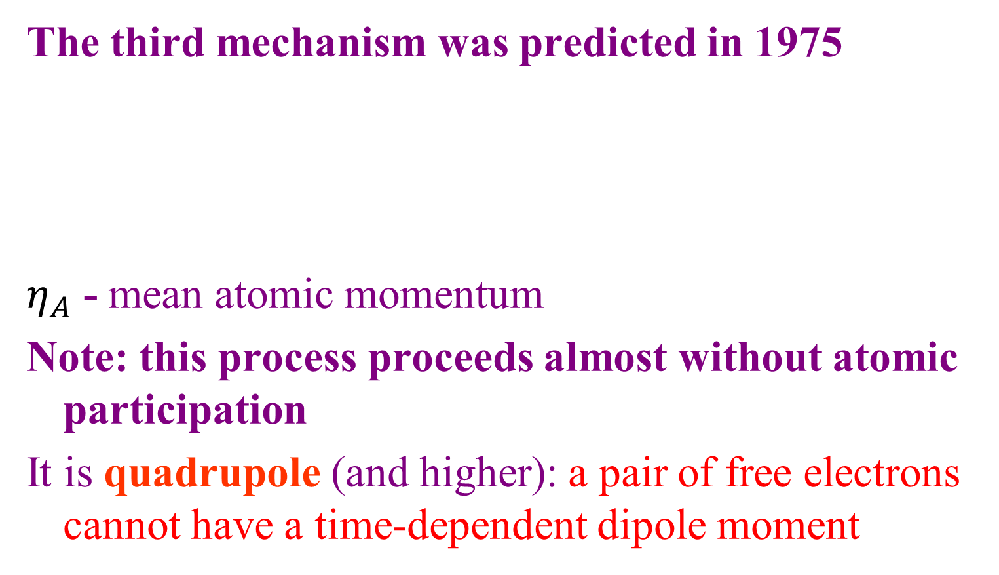 The third mechanism was predicted in 1975
η_A - mean atomic momentum
Note: this process proceeds almost without atomic
participation
It is quadrupole (and higher): a pair of free electrons
cannot have a time-dependent dipole moment